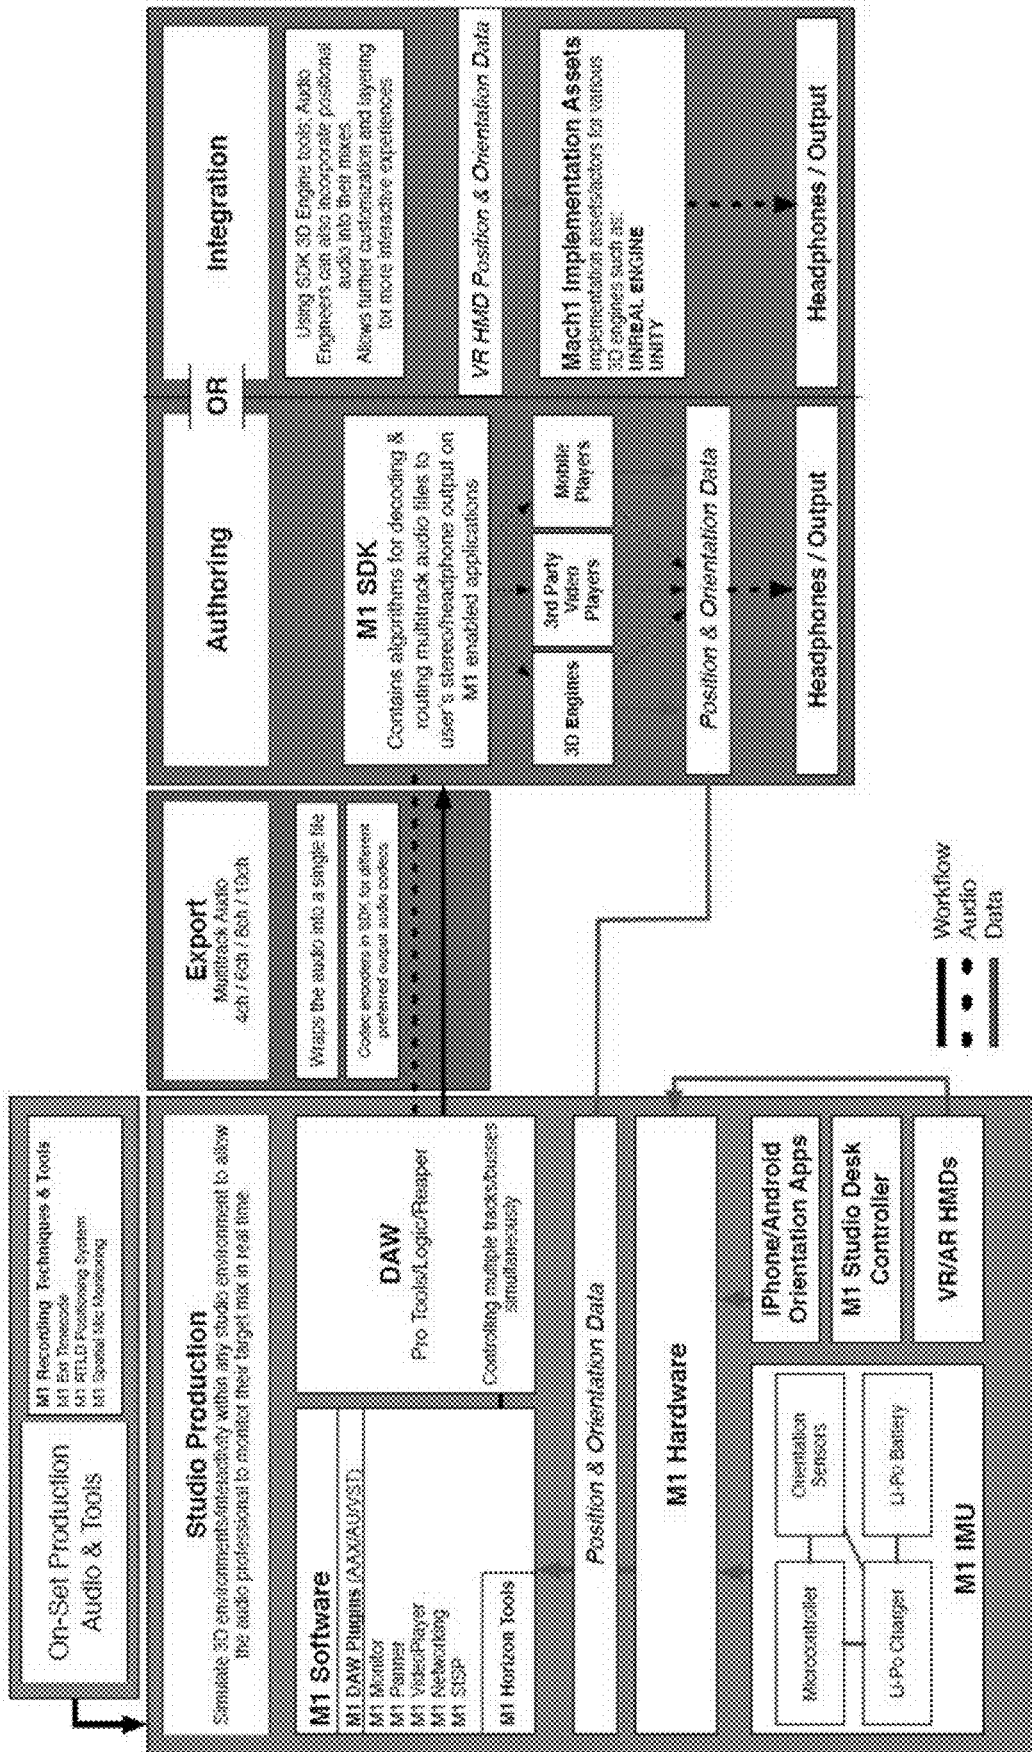 On-Set Production
Audio & Tools
M1 Recording Techniques & Tools
M1 Box Timecode
M1 Spatial Mic Monitoring
Studio Production
Simulate 3D environments/interactivity within any studio environment to allow
the audio professional to monitor their target mix in real time.
M1 Software
M1 DAW Plugins (AAX/AU/VST)
M1 Monitor
M1 Panner
M1 VideoPlayer
M1 Networking
M1 Horizon Tools
DAW
Pro Tools/Logic/Reaper
Controlling multiple tracks/busses
simultaneously
Position & Orientation Data
M1 Hardware
Microcontroller
Orientation
Sensors
Li-Po Charger
Li-Po Battery
M1 IMU
iPhone/Android
Orientation Apps
M1 Studio Desk
Controller
VR/AR HMDs
Export
Multitrack Audio
4ch / 6ch / 8ch /
Wraps the audio into a single file
Codec encoders in SDK for different
preferred output audio codecs
Authoring
OR
Integration
M1 SDK
Contains algorithms for decoding &
routing multitrack audio files to
user's stereo/headphone output on
M1 enabled applications
3D Engines
3rd Party
Video
Players
Mobile
Players
Position & Orientation Data
Headphones / Output
Using SDK 3D Engine tools, Audio
Engineers can also incorporate positional
audio into their mixes.
Allows further customization and layering
for more interactive experiences
VR HMD Position & Orientation Data
Mach1 Implementation Assets
Implementation assets/actors for various
3D engines such as:
UNREAL ENGINE
UNITY
Headphones / Output
Workflow
Audio
Data